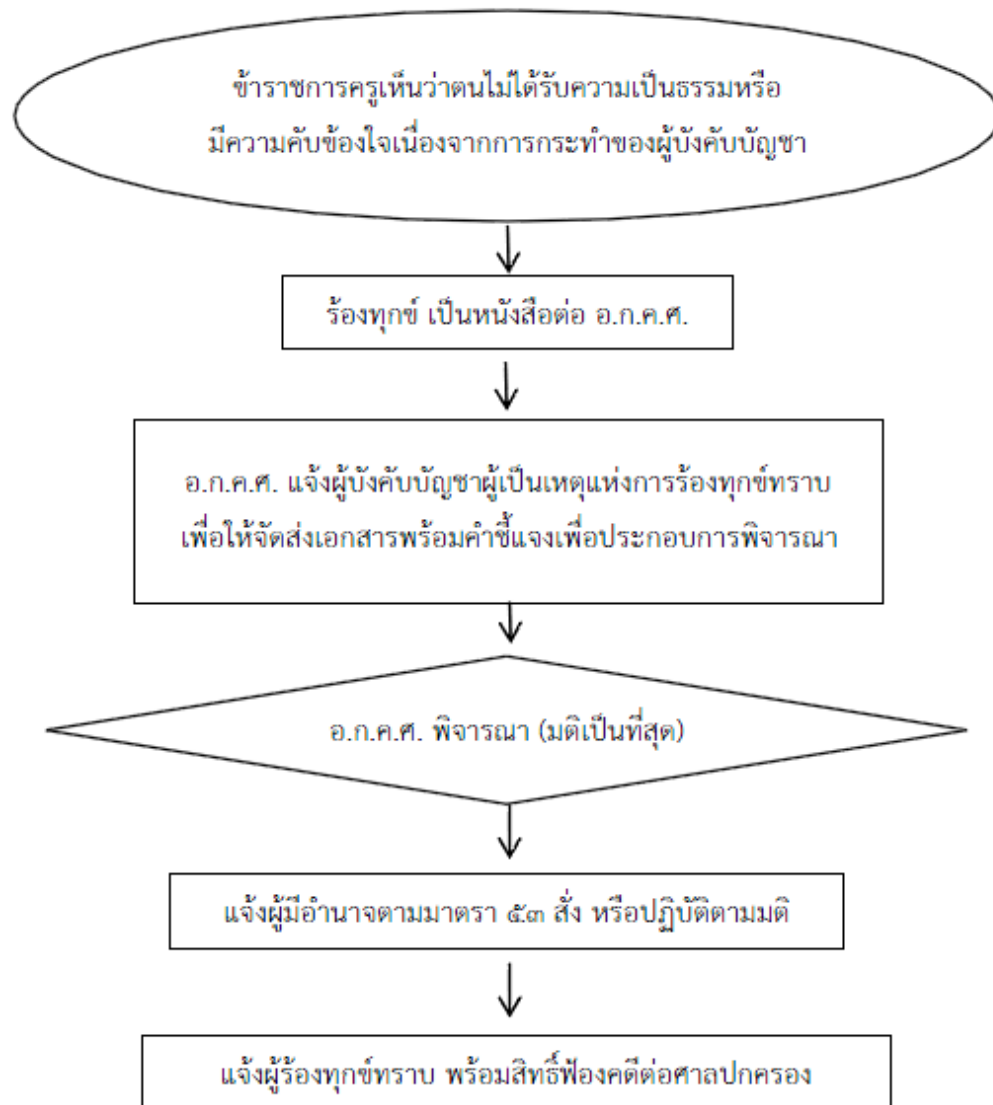 ข้าราชการครูเห็นว่าตนไม่ได้รับความเป็นธรรมหรือ
มีความคับข้องใจเนื่องจากการกระทำของผู้บังคับบัญชา
ร้องทุกข์ เป็นหนังสือต่อ อ.ก.ค.ศ.
อ.ก.ค.ศ. แจ้งผู้บังคับบัญชาผู้เป็นเหตุแห่งการร้องทุกข์ทราบ
เพื่อให้จัดส่งเอกสารพร้อมคำชี้แจงเพื่อประกอบการพิจารณา
อ.ก.ค.ศ. พิจารณา (มติเป็นที่สุด)
แจ้งผู้มีอำนาจตามมาตรา ๕๓ สั่ง หรือปฏิบัติตามมติ
แจ้งผู้ร้องทุกข์ทราบ พร้อมสิทธิ์ฟ้องคดีต่อศาลปกครอง